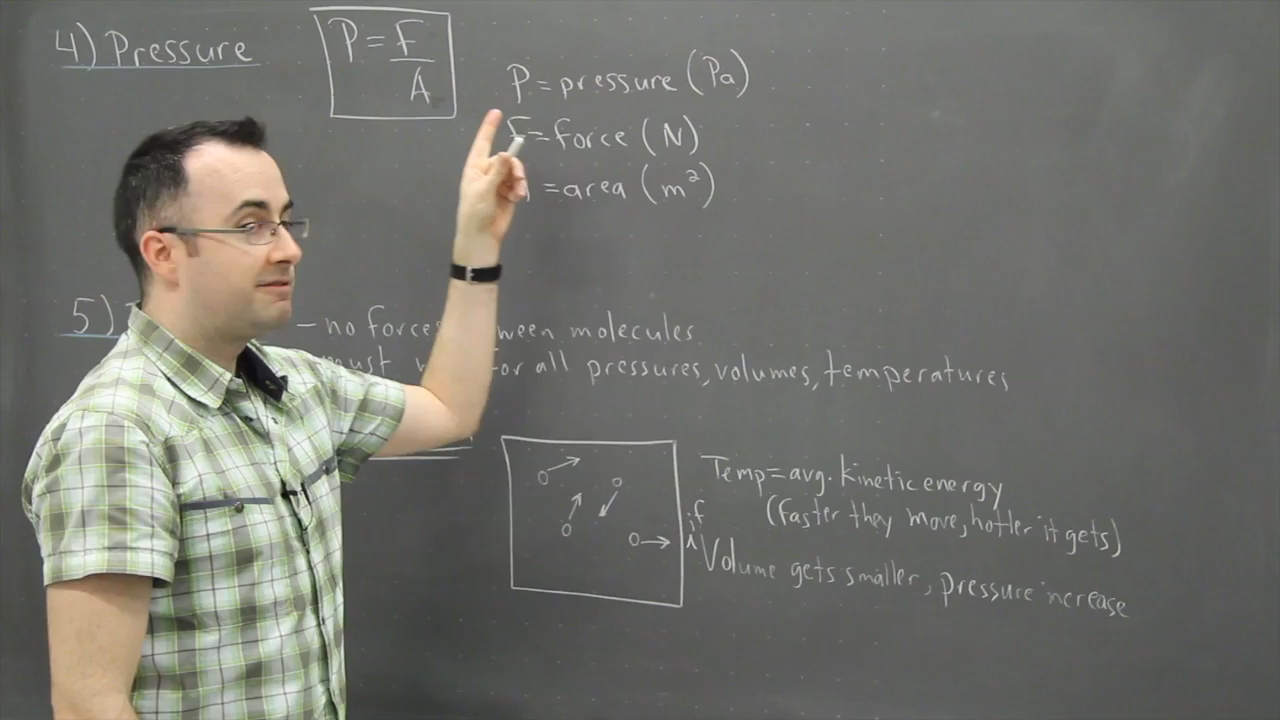 4) Pressure
P = F
A
P = pressure (Pa)
F = force (N)
= area (m²)
5)
- no forces between molecules
must for all pressures, volumes, temperatures
Temp = avg. kinetic energy
(faster they move, hotter it gets)
if
Volume gets smaller, pressure increase